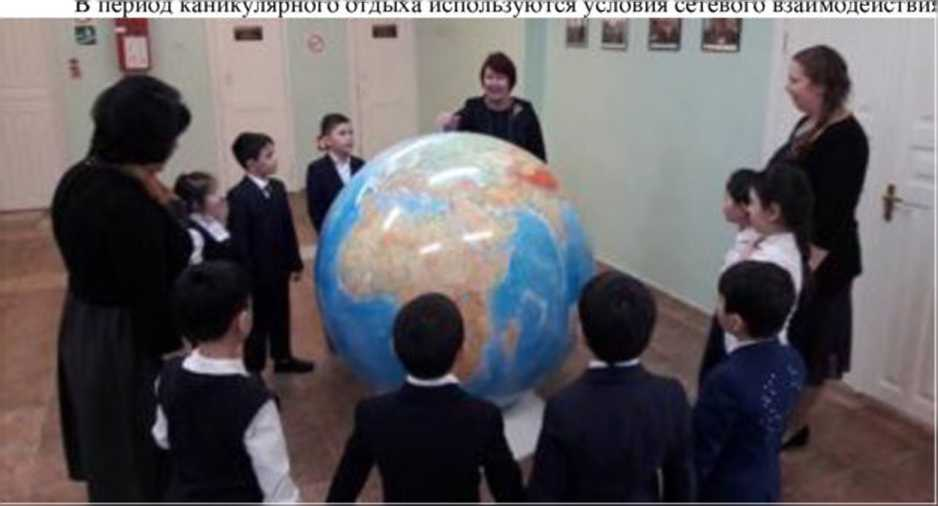 В период каникулярного отдыха используются условия сетевого взаимодействия